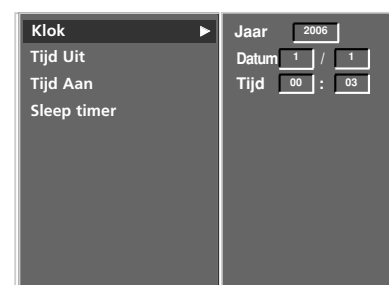 Klok
Tijd Uit
Tijd Aan
Sleep timer
Jaar 2006
Datum 1 / 1
Tijd 00 : 03